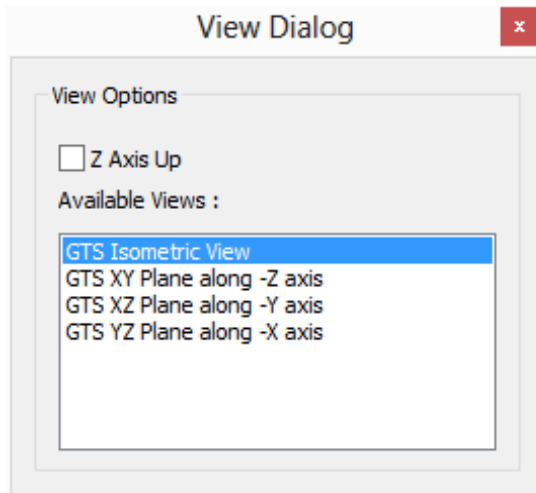 View Dialog
x
View Options
Z Axis Up
Available Views :
GTS Isometric View
GTS XY Plane along -Z axis
GTS XZ Plane along -Y axis
GTS YZ Plane along -X axis